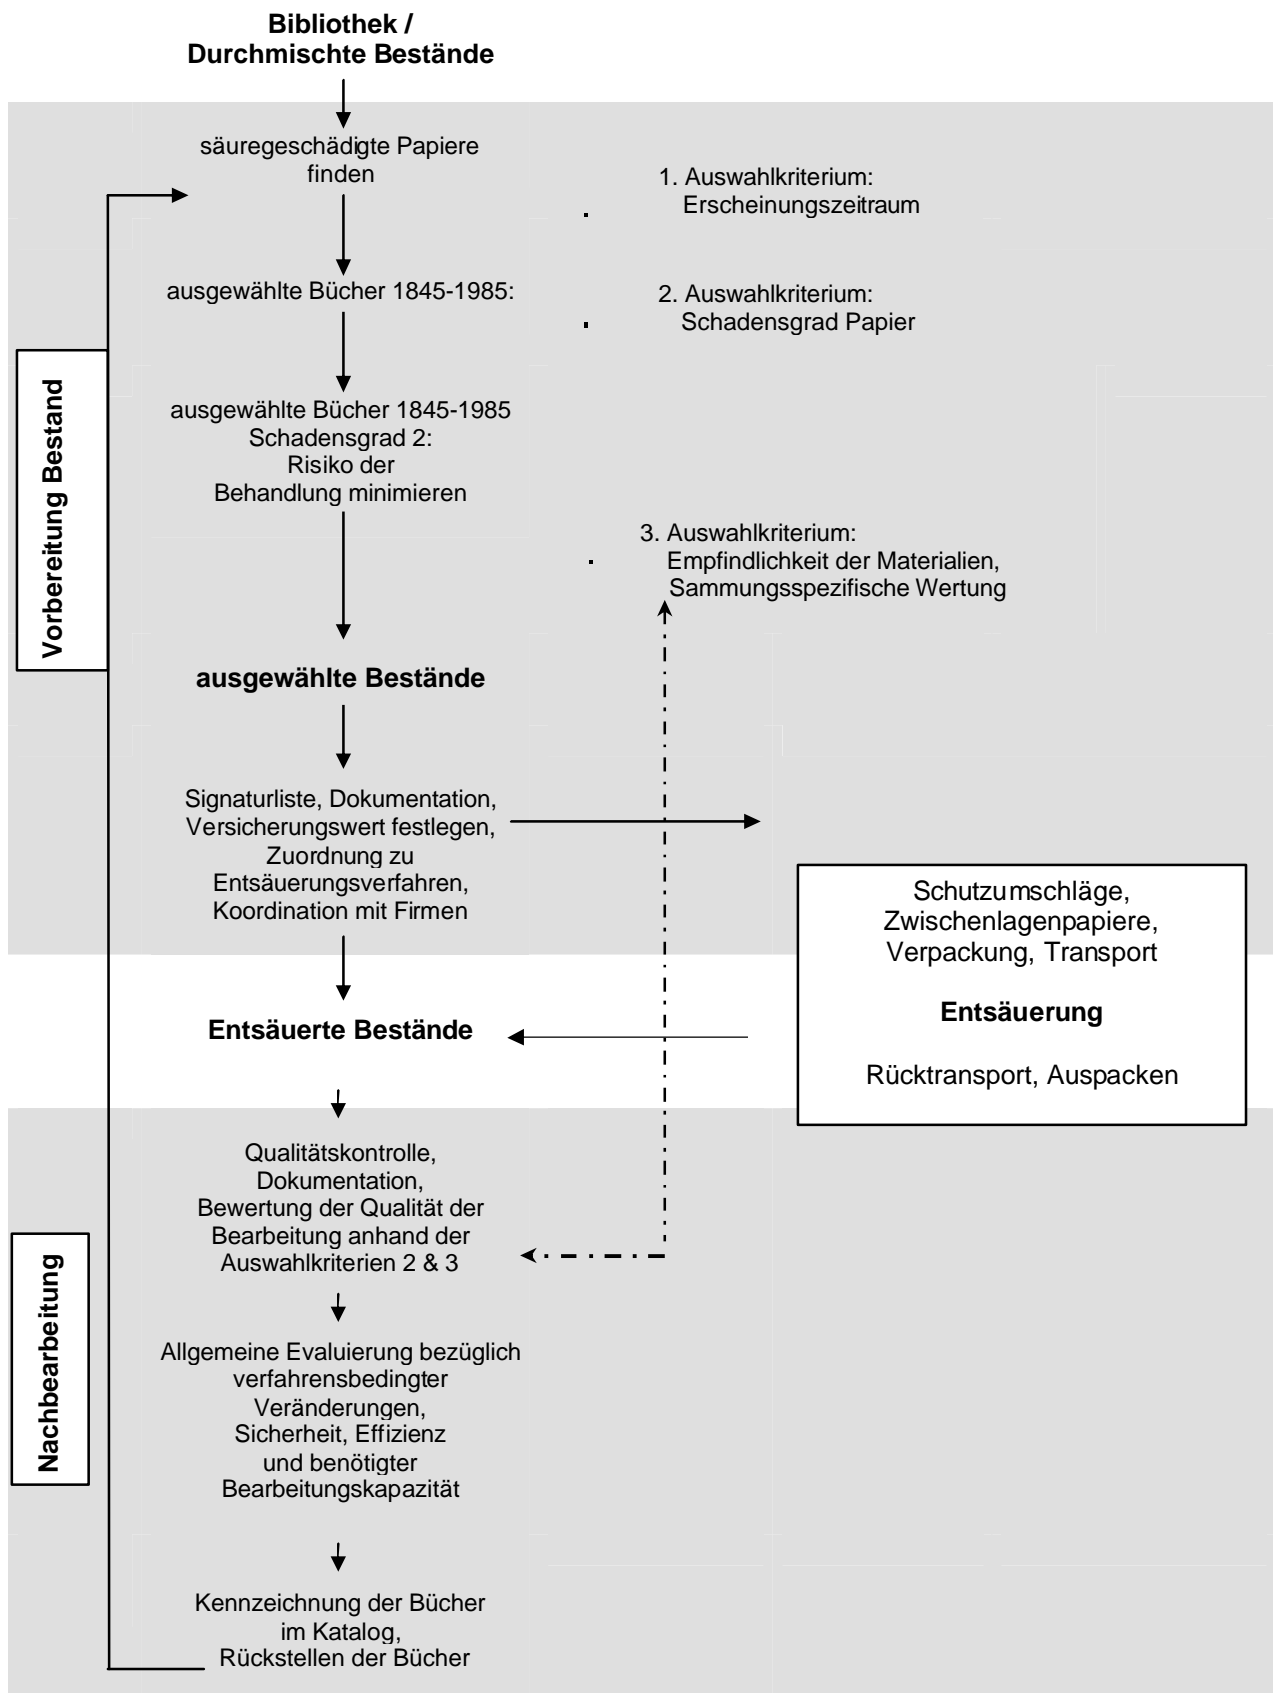 Bibliothek /
Durchmischte Bestände
säuregeschädigte Papiere
finden
1. Auswahlkriterium:
Erscheinungszeitraum
ausgewählte Bücher 1845-1985:
2. Auswahlkriterium:
Schadensgrad Papier
Vorbereitung Bestand
ausgewählte Bücher 1845-1985
Schadensgrad 2:
Risiko der
Behandlung minimieren
3. Auswahlkriterium:
Empfindlichkeit der Materialien,
Sammungsspezifische Wertung
ausgewählte Bestände
Signaturliste, Dokumentation,
Versicherungswert festlegen,
Zuordnung zu
Entsäuerungsverfahren,
Koordination mit Firmen
Schutzumschläge,
Zwischenlagenpapiere,
Verpackung, Transport
Entsäuerung
Rücktransport, Auspacken
Entsäuerte Bestände
Nachbearbeitung
Qualitätskontrolle,
Dokumentation,
Bewertung der Qualität der
Bearbeitung anhand der
Auswahlkriterien 2 & 3
Allgemeine Evaluierung bezüglich
verfahrensbedingter
Veränderungen,
Sicherheit, Effizienz
und benötigter
Bearbeitungskapazität
Kennzeichnung der Bücher
im Katalog,
Rückstellen der Bücher